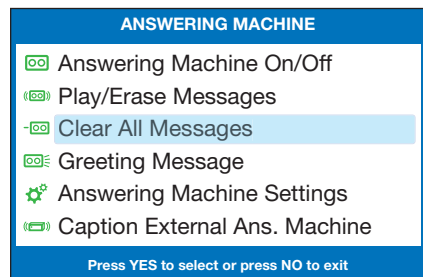 ANSWERING MACHINE
Answering Machine On/Off
Play/Erase Messages
Clear All Messages
Greeting Message
Answering Machine Settings
Caption External Ans. Machine
Press YES to select or press NO to exit